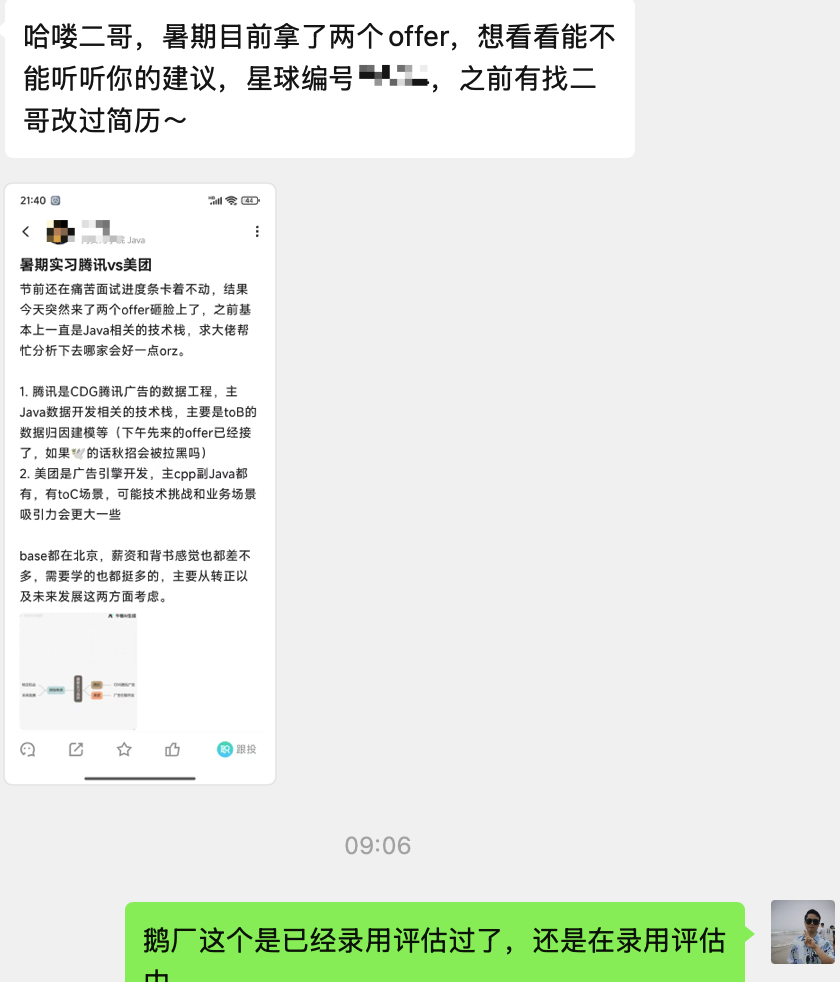 哈喽二哥，暑期目前拿了两个offer，想看看能不
能听听你的建议，星球编号，之前有找二
哥改过简历～
21:40
44
Java
暑期实习腾讯vs美团
节前还在痛苦面试进度条卡着不动，结果
今天突然来了两个offer砸脸上了，之前基
本上一直是Java相关的技术栈，求大佬帮
忙分析下去哪家会好一点orz。
1. 腾讯是CDG腾讯广告的数据工程，主
Java数据开发相关的技术栈，主要是toB的
数据归因建模等（下午先来的offer已经接
了，如果🕊的话秋招会被拉黑吗）
2. 美团是广告引擎开发，主cpp副Java都
有，有toC场景，可能技术挑战和业务场景
吸引力会更大一些
base都在北京，薪资和背书感觉也都差不
多，需要学的也都挺多的，主要从转正以
及未来发展这两方面考虑。
职 跟投
09:06
鹅厂这个是已经录用评估过了，还是在录用评估
中